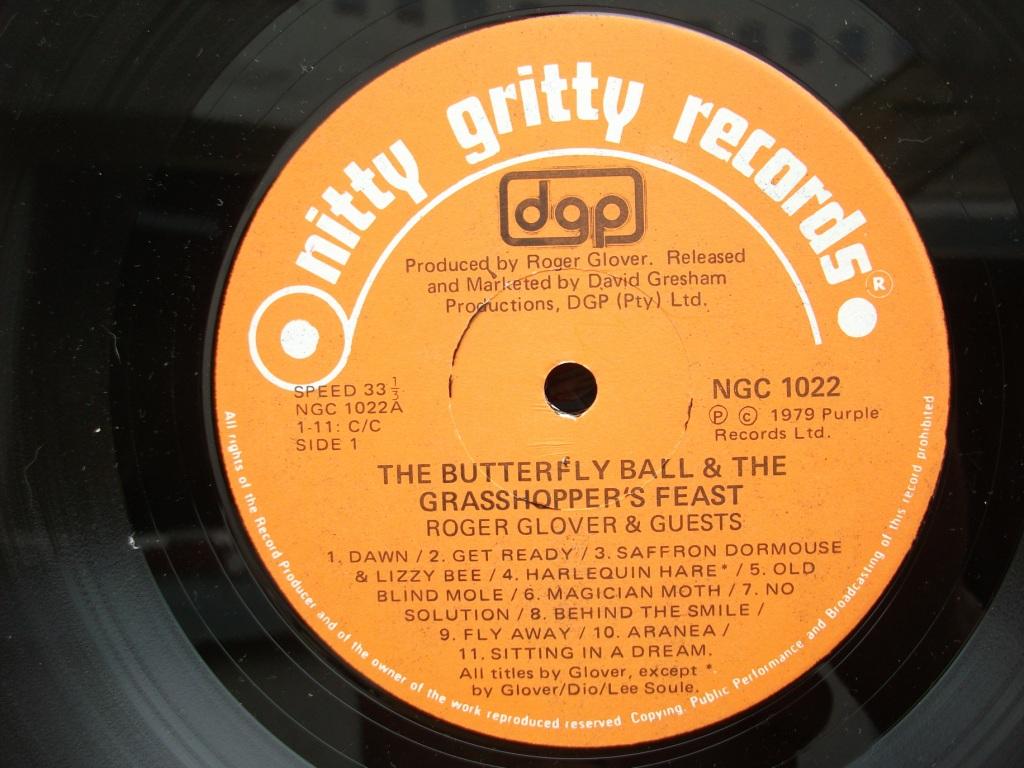 nitty gritty records
®
dgp
Produced by Roger Glover. Released
and Marketed by David Gresham
Productions, DGP (Pty) Ltd.
SPEED 33⅓
NGC 1022A
1-11: C/C
SIDE 1
NGC 1022
Ⓟ © 1979 Purple
Records Ltd.
THE BUTTERFLY BALL & THE
GRASSHOPPER'S FEAST
ROGER GLOVER & GUESTS
1. DAWN / 2. GET READY / 3. SAFFRON DORMOUSE
& LIZZY BEE / 4. HARLEQUIN HARE* / 5. OLD
BLIND MOLE / 6. MAGICIAN MOTH / 7. NO
SOLUTION / 8. BEHIND THE SMILE /
9. FLY AWAY / 10. ARANEA /
11. SITTING IN A DREAM.
All titles by Glover, except *
by Glover/Dio/Lee Soule.
All rights of the Record Producer and of the owner of the work reproduced reserved. Copying, Public Performance and Broadcasting of this record prohibited